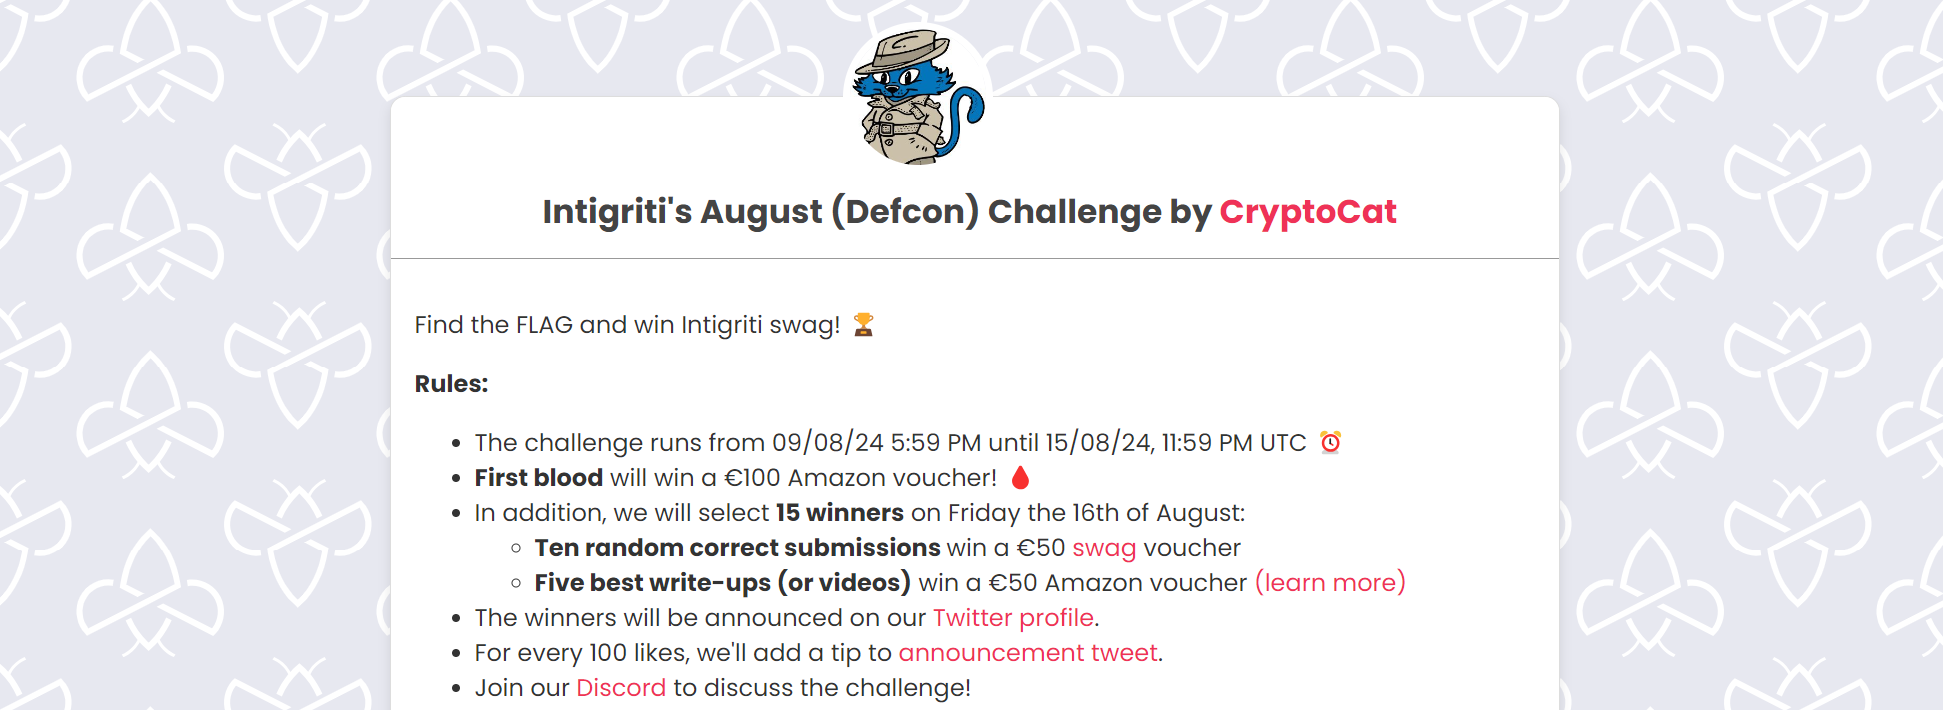 Intigriti's August (Defcon) Challenge by CryptoCat
Find the FLAG and win Intigriti swag! 🏆
Rules:
• The challenge runs from 09/08/24 5:59 PM until 15/08/24, 11:59 PM UTC ⏰
• First blood will win a €100 Amazon voucher! 🩸
• In addition, we will select 15 winners on Friday the 16th of August:
◦ Ten random correct submissions win a €50 swag voucher
◦ Five best write-ups (or videos) win a €50 Amazon voucher (learn more)
• The winners will be announced on our Twitter profile.
• For every 100 likes, we'll add a tip to announcement tweet.
• Join our Discord to discuss the challenge!